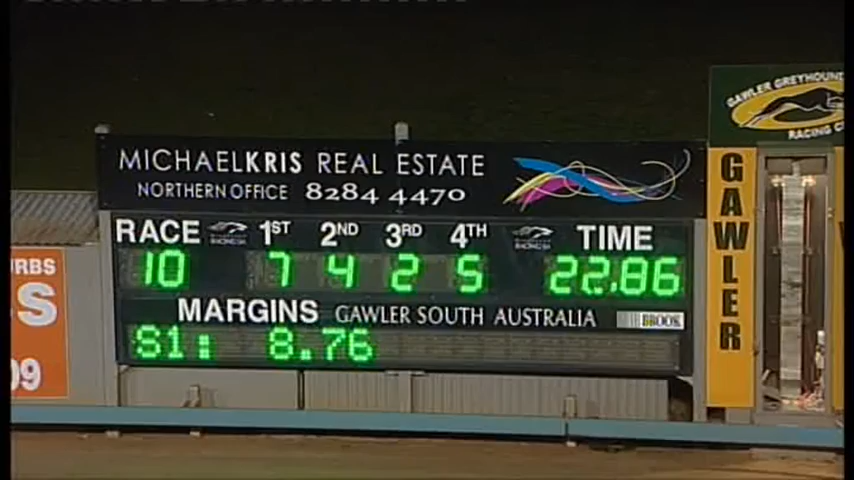 GAWLER GREYHOUND
RACING C
MICHAELKRIS REAL ESTATE
NORTHERN OFFICE 8284 4470
RACE 1ST 2ND 3RD 4TH TIME
10 7 4 2 5 22.86
MARGINS GAWLER SOUTH AUSTRALIA BROOK
S1: 8.76
GAWLER
URBS
S
09